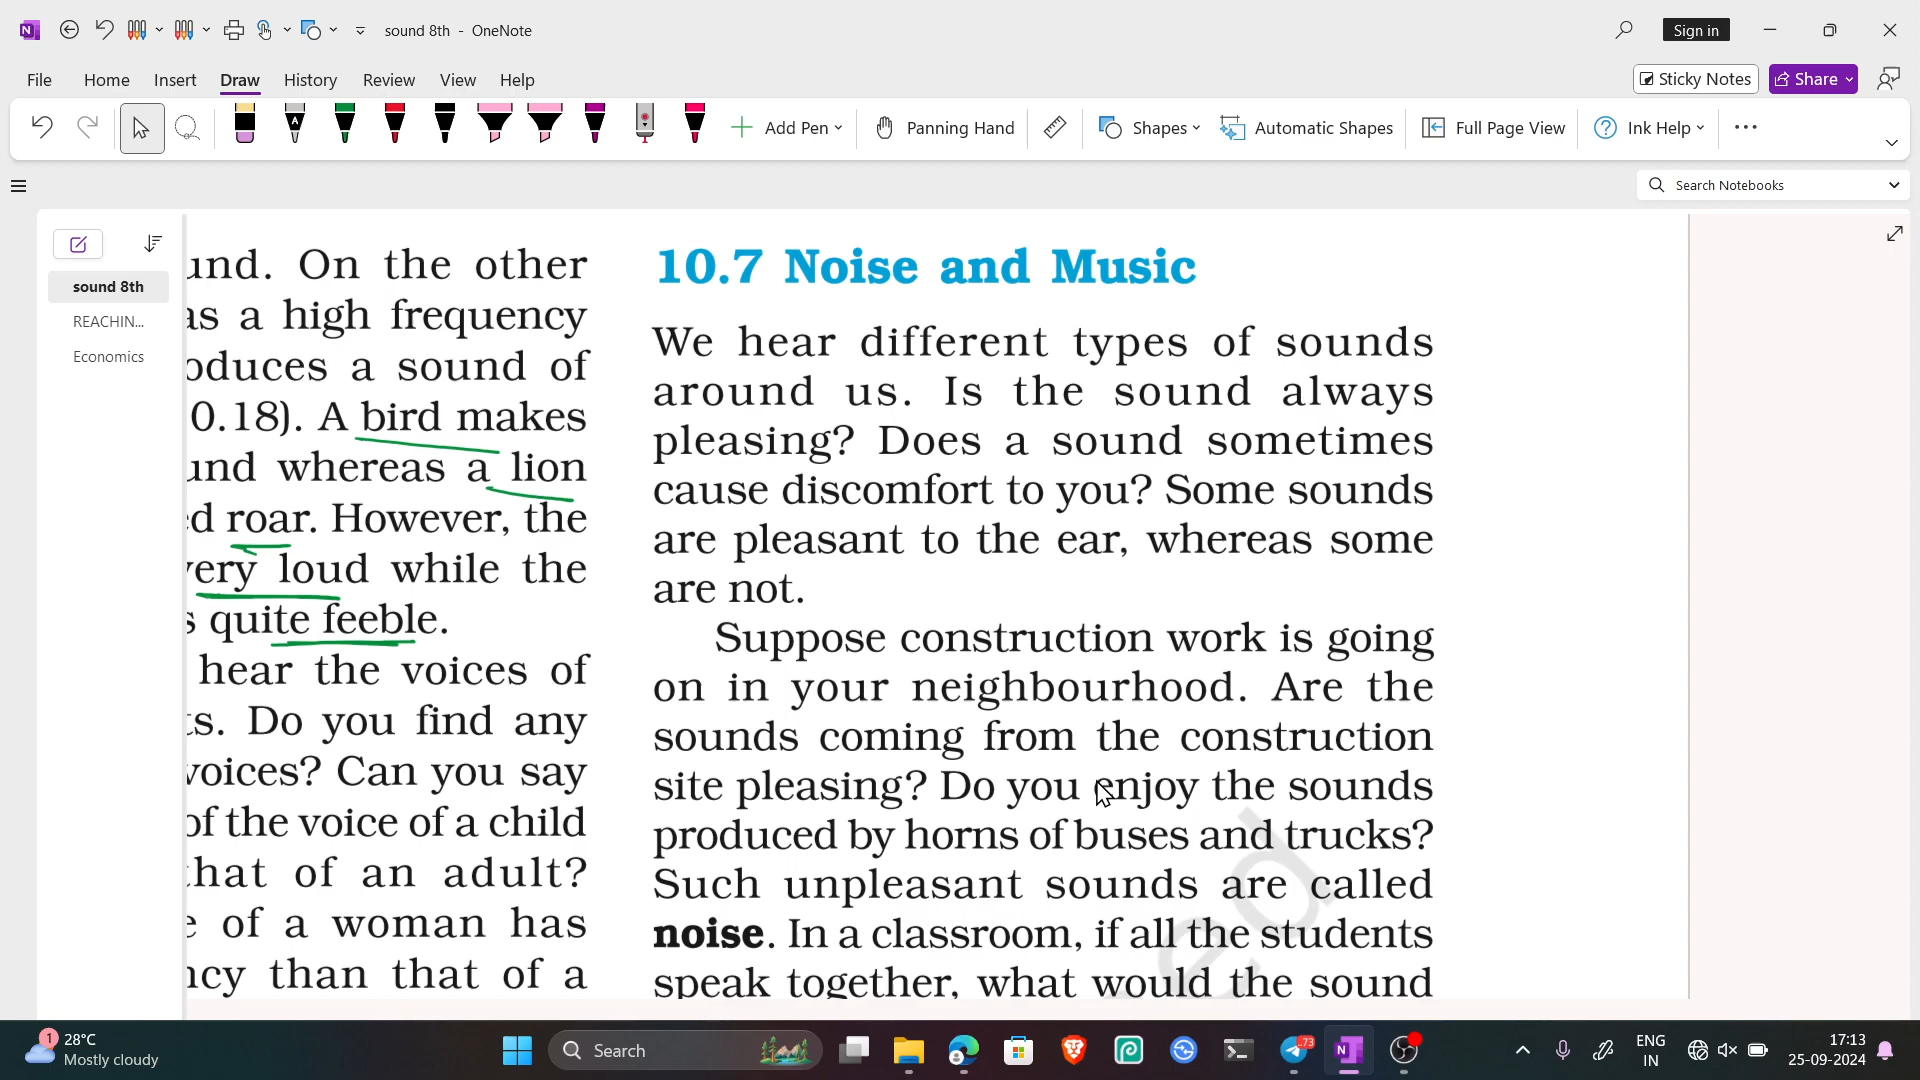 sound 8th - OneNote
Sign in
File Home Insert Draw History Review View Help
Sticky Notes Share
Add Pen Panning Hand Shapes Automatic Shapes Full Page View Ink Help
Search Notebooks
sound 8th
REACHIN...
Economics
und. On the other
as a high frequency
oduces a sound of
0.18). A bird makes
und whereas a lion
ed roar. However, the
very loud while the
s quite feeble.
hear the voices of
ts. Do you find any
voices? Can you say
of the voice of a child
that of an adult?
e of a woman has
ncy than that of a
10.7 Noise and Music
We hear different types of sounds
around us. Is the sound always
pleasing? Does a sound sometimes
cause discomfort to you? Some sounds
are pleasant to the ear, whereas some
are not.
Suppose construction work is going
on in your neighbourhood. Are the
sounds coming from the construction
site pleasing? Do you enjoy the sounds
produced by horns of buses and trucks?
Such unpleasant sounds are called
noise. In a classroom, if all the students
speak together, what would the sound
ed
1
28°C
Mostly cloudy
Search
73
ENG
IN
17:13
25-09-2024